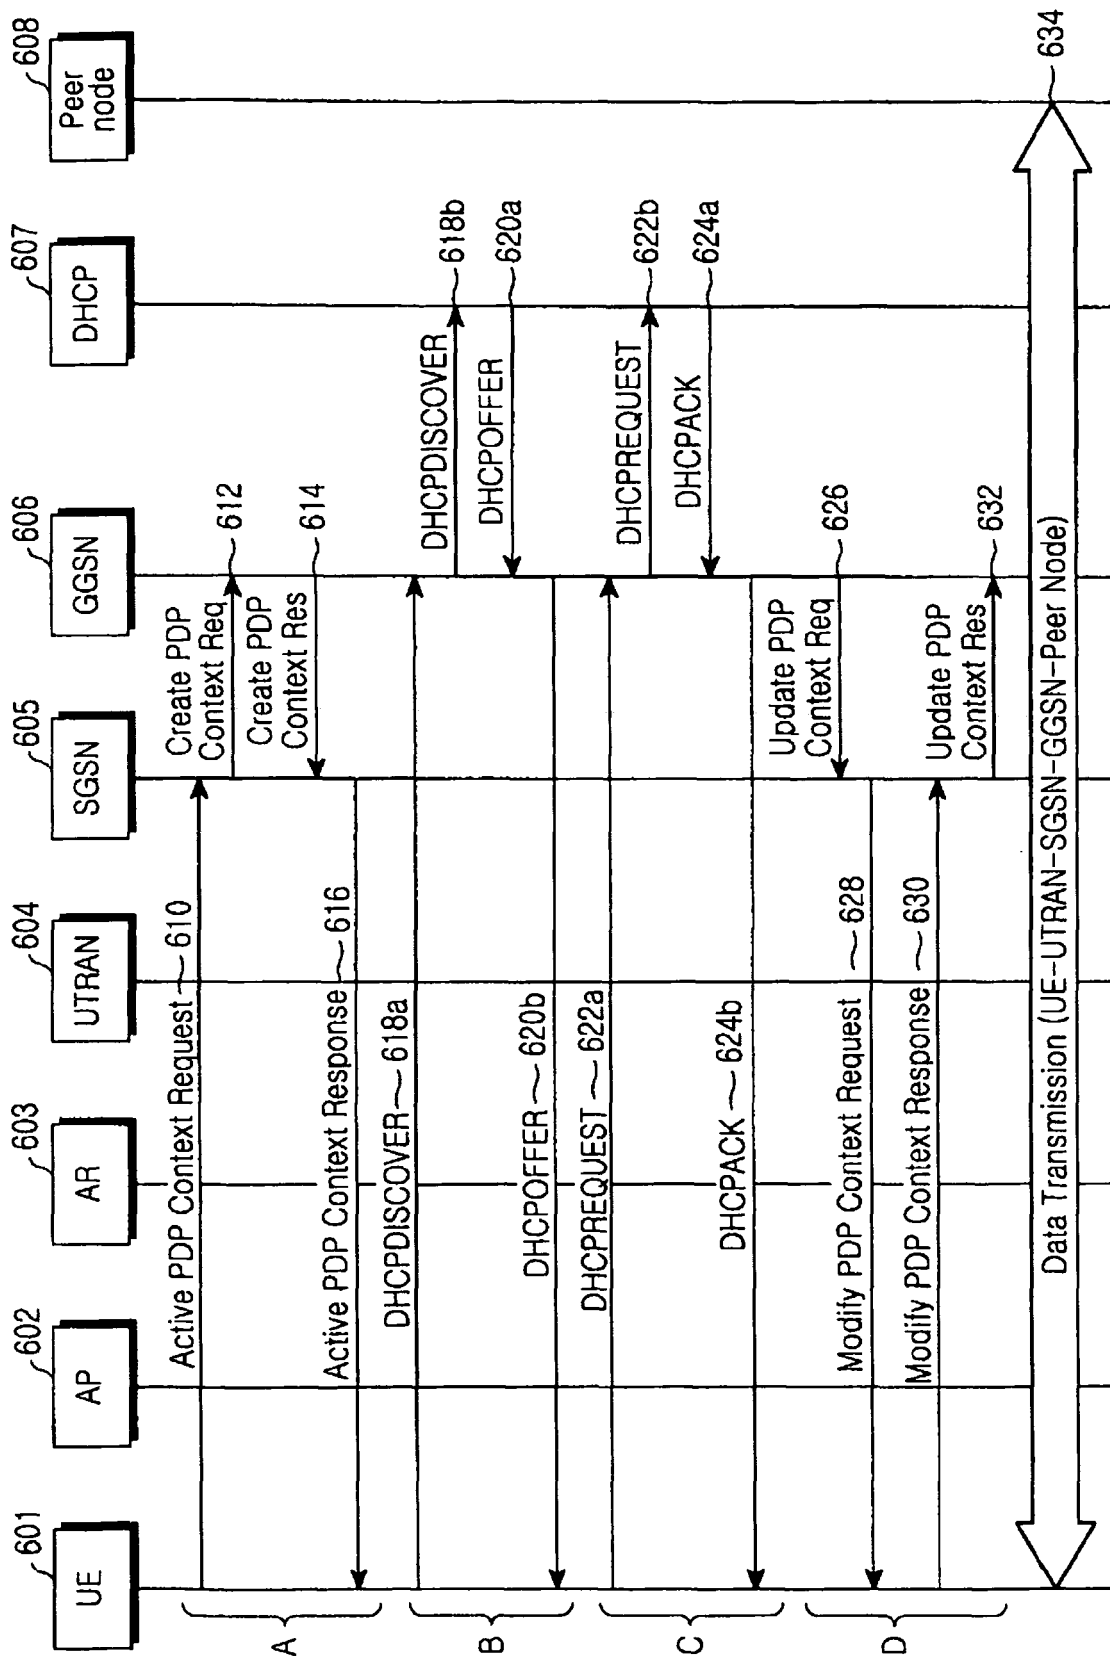 601
UE
602
AP
603
AR
604
UTRAN
605
SGSN
606
GGSN
607
DHCP
608
Peer
node
A
Active PDP Context Request
610
Create PDP
Context Req
612
Create PDP
Context Res
614
Active PDP Context Response
616
B
DHCPDISCOVER
618a
DHCPDISCOVER
618b
DHCPOFFER
620a
DHCPOFFER
620b
C
DHCPREQUEST
622a
DHCPREQUEST
622b
DHCPACK
624a
DHCPACK
624b
D
Update PDP
Context Req
626
Modify PDP Context Request
628
Modify PDP Context Response
630
Update PDP
Context Res
632
Data Transmission (UE-UTRAN-SGSN-GGSN-Peer Node)
634